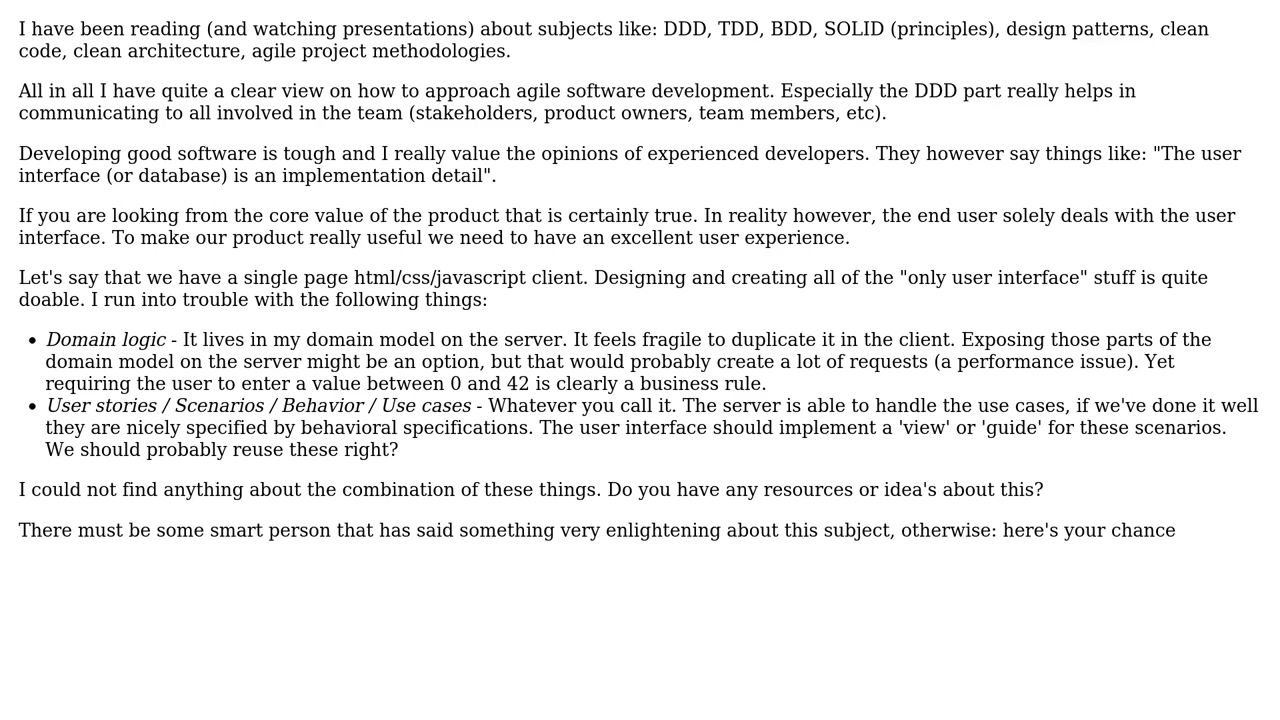 I have been reading (and watching presentations) about subjects like: DDD, TDD, BDD, SOLID (principles), design patterns, clean
code, clean architecture, agile project methodologies.
All in all I have quite a clear view on how to approach agile software development. Especially the DDD part really helps in
communicating to all involved in the team (stakeholders, product owners, team members, etc).
Developing good software is tough and I really value the opinions of experienced developers. They however say things like: "The user
interface (or database) is an implementation detail".
If you are looking from the core value of the product that is certainly true. In reality however, the end user solely deals with the user
interface. To make our product really useful we need to have an excellent user experience.
Let's say that we have a single page html/css/javascript client. Designing and creating all of the "only user interface" stuff is quite
doable. I run into trouble with the following things:
• Domain logic - It lives in my domain model on the server. It feels fragile to duplicate it in the client. Exposing those parts of the
domain model on the server might be an option, but that would probably create a lot of requests (a performance issue). Yet
requiring the user to enter a value between 0 and 42 is clearly a business rule.
• User stories / Scenarios / Behavior / Use cases - Whatever you call it. The server is able to handle the use cases, if we've done it well
they are nicely specified by behavioral specifications. The user interface should implement a 'view' or 'guide' for these scenarios.
We should probably reuse these right?
I could not find anything about the combination of these things. Do you have any resources or idea's about this?
There must be some smart person that has said something very enlightening about this subject, otherwise: here's your chance